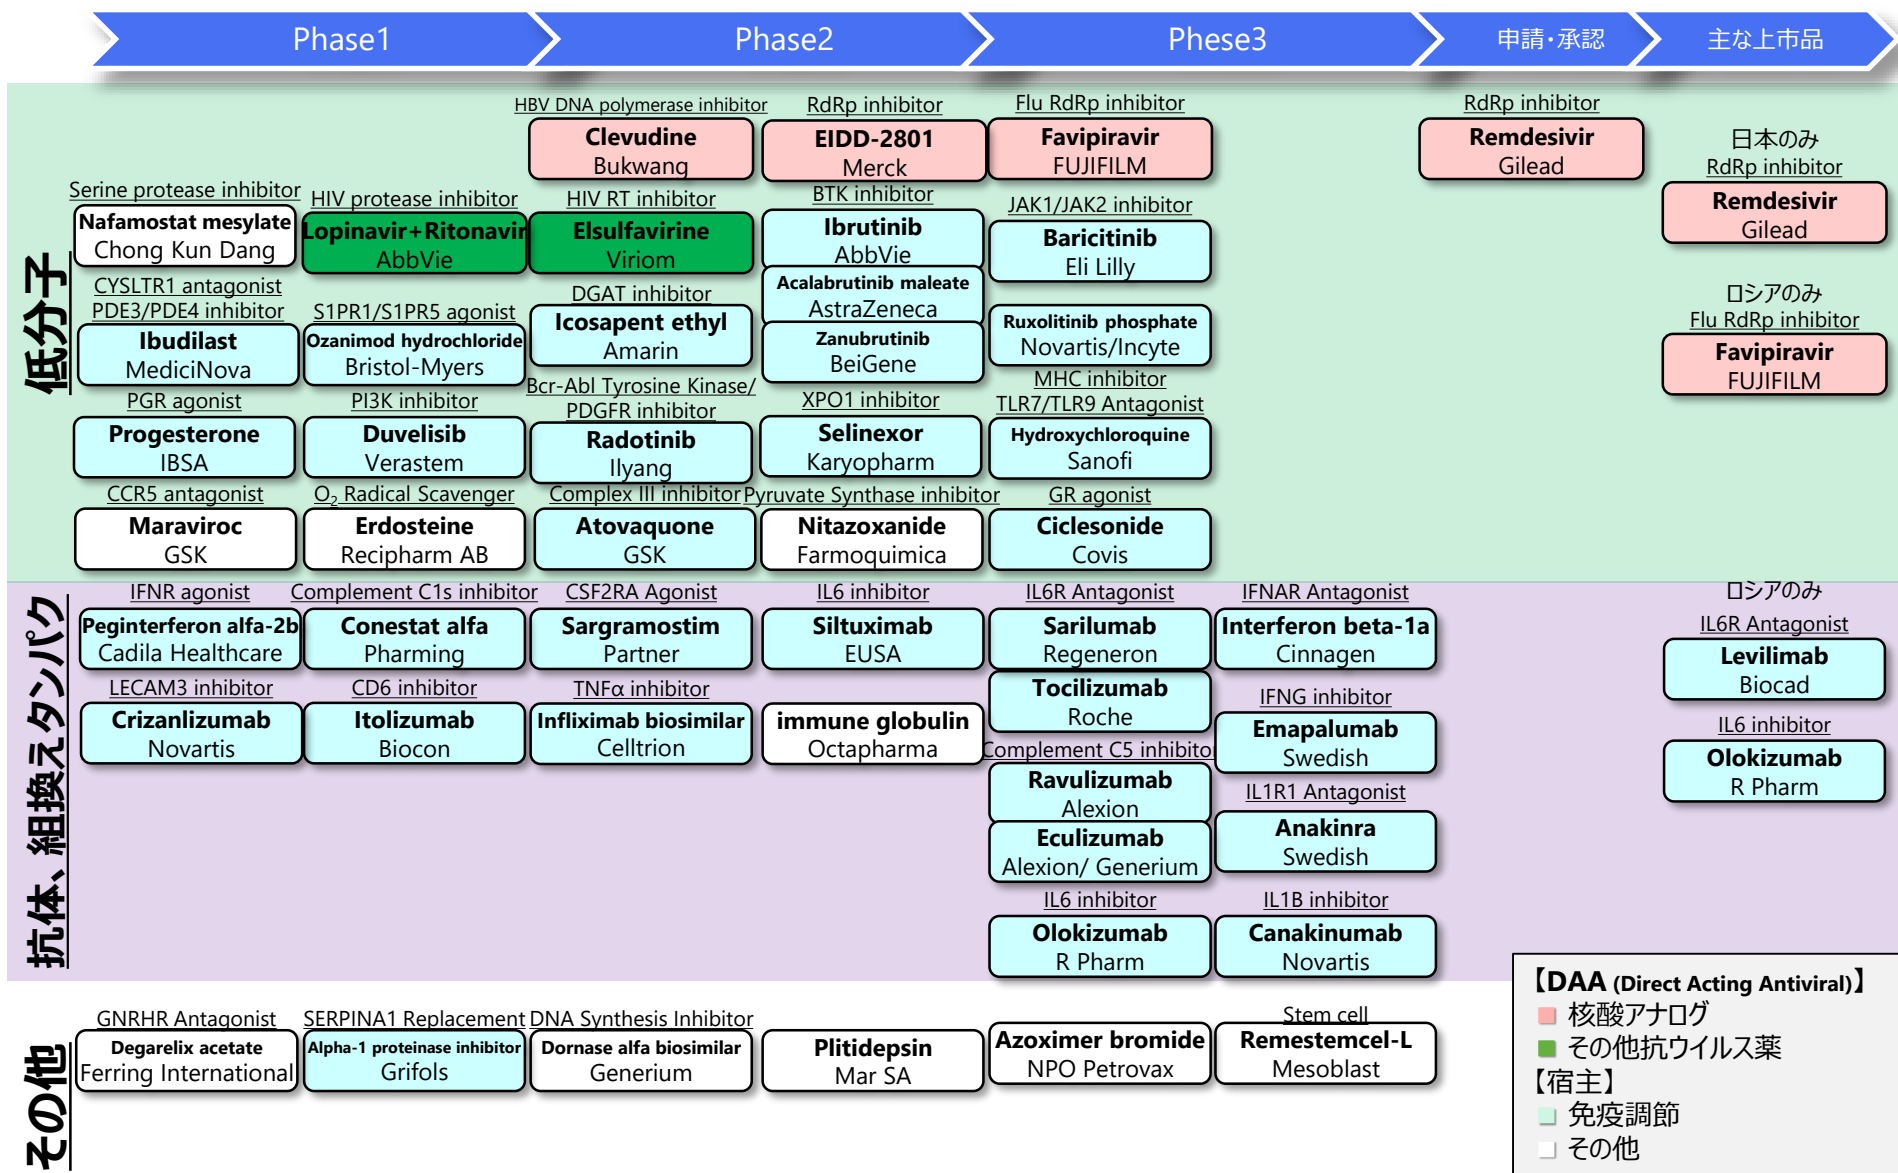 Phase1
Phase2
Phese3
申請・承認
主な上市品
低分子
HBV DNA polymerase inhibitor
Clevudine
Bukwang
RdRp inhibitor
EIDD-2801
Merck
Flu RdRp inhibitor
Favipiravir
FUJIFILM
RdRp inhibitor
Remdesivir
Gilead
日本のみ
RdRp inhibitor
Remdesivir
Gilead
Serine protease inhibitor
Nafamostat mesylate
Chong Kun Dang
HIV protease inhibitor
Lopinavir+Ritonavir
AbbVie
HIV RT inhibitor
Elsulfavirine
Viriom
BTK inhibitor
Ibrutinib
AbbVie
Acalabrutinib maleate
AstraZeneca
Zanubrutinib
BeiGene
JAK1/JAK2 inhibitor
Baricitinib
Eli Lilly
Ruxolitinib phosphate
Novartis/Incyte
ロシアのみ
Flu RdRp inhibitor
Favipiravir
FUJIFILM
CYSLTR1 antagonist
PDE3/PDE4 inhibitor
Ibudilast
MediciNova
S1PR1/S1PR5 agonist
Ozanimod hydrochloride
Bristol-Myers
DGAT inhibitor
Icosapent ethyl
Amarin
PGR agonist
Progesterone
IBSA
PI3K inhibitor
Duvelisib
Verastem
Bcr-Abl Tyrosine Kinase/
PDGFR inhibitor
Radotinib
Ilyang
XPO1 inhibitor
Selinexor
Karyopharm
MHC inhibitor
TLR7/TLR9 Antagonist
Hydroxychloroquine
Sanofi
CCR5 antagonist
Maraviroc
GSK
O2 Radical Scavenger
Erdosteine
Recipharm AB
Complex III inhibitor
Atovaquone
GSK
Pyruvate Synthase inhibitor
Nitazoxanide
Farmoquimica
GR agonist
Ciclesonide
Covis
抗体、組換えタンパク
IFNR agonist
Peginterferon alfa-2b
Cadila Healthcare
Complement C1s inhibitor
Conestat alfa
Pharming
CSF2RA Agonist
Sargramostim
Partner
IL6 inhibitor
Siltuximab
EUSA
IL6R Antagonist
Sarilumab
Regeneron
Tocilizumab
Roche
IFNAR Antagonist
Interferon beta-1a
Cinnagen
ロシアのみ
IL6R Antagonist
Levilimab
Biocad
LECAM3 inhibitor
Crizanlizumab
Novartis
CD6 inhibitor
Itolizumab
Biocon
TNFα inhibitor
Infliximab biosimilar
Celltrion
immune globulin
Octapharma
IFNG inhibitor
Emapalumab
Swedish
IL6 inhibitor
Olokizumab
R Pharm
Complement C5 inhibitor
Ravulizumab
Alexion
Eculizumab
Alexion/ Generium
IL1R1 Antagonist
Anakinra
Swedish
IL6 inhibitor
Olokizumab
R Pharm
IL1B inhibitor
Canakinumab
Novartis
その他
GNRHR Antagonist
Degarelix acetate
Ferring International
SERPINA1 Replacement
Alpha-1 proteinase inhibitor
Grifols
DNA Synthesis Inhibitor
Dornase alfa biosimilar
Generium
Plitidepsin
Mar SA
Azoximer bromide
NPO Petrovax
Stem cell
Remestemcel-L
Mesoblast
【DAA (Direct Acting Antiviral)】
核酸アナログ
その他抗ウイルス薬
【宿主】
免疫調節
その他